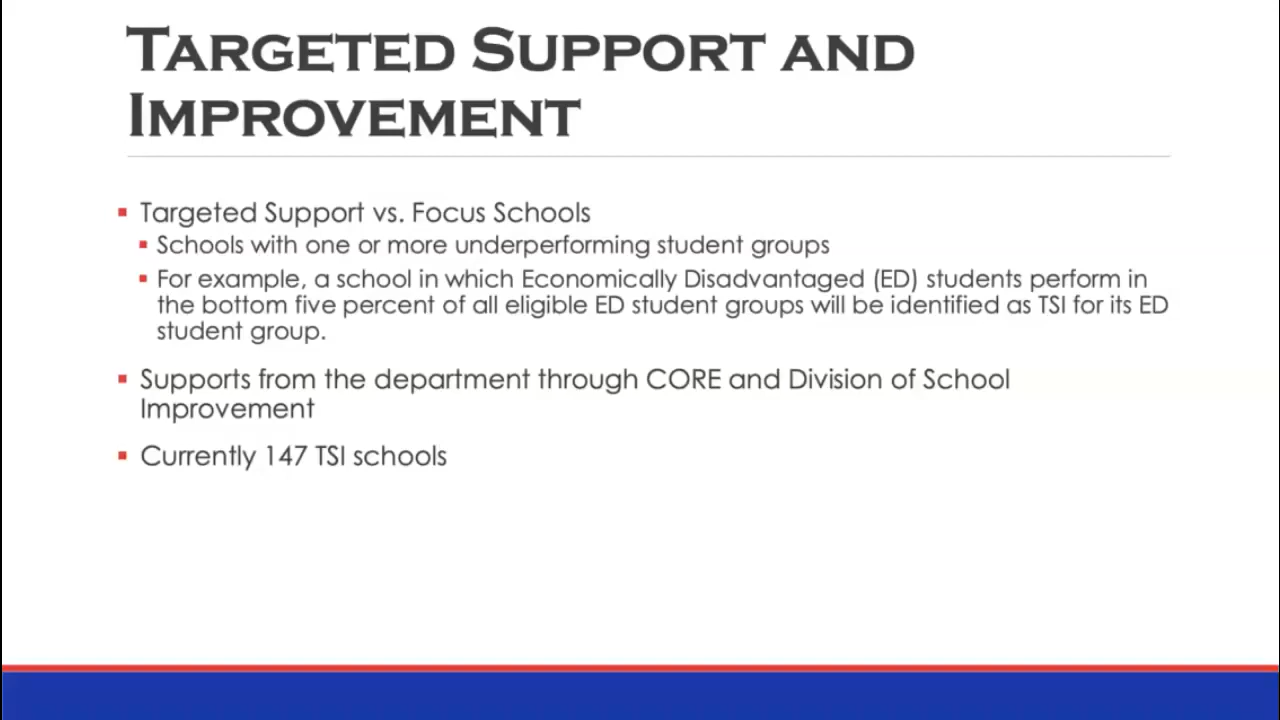 Targeted Support and
Improvement
Targeted Support vs. Focus Schools
Schools with one or more underperforming student groups
For example, a school in which Economically Disadvantaged (ED) students perform in
the bottom five percent of all eligible ED student groups will be identified as TSI for its ED
student group.
Supports from the department through CORE and Division of School
Improvement
Currently 147 TSI schools